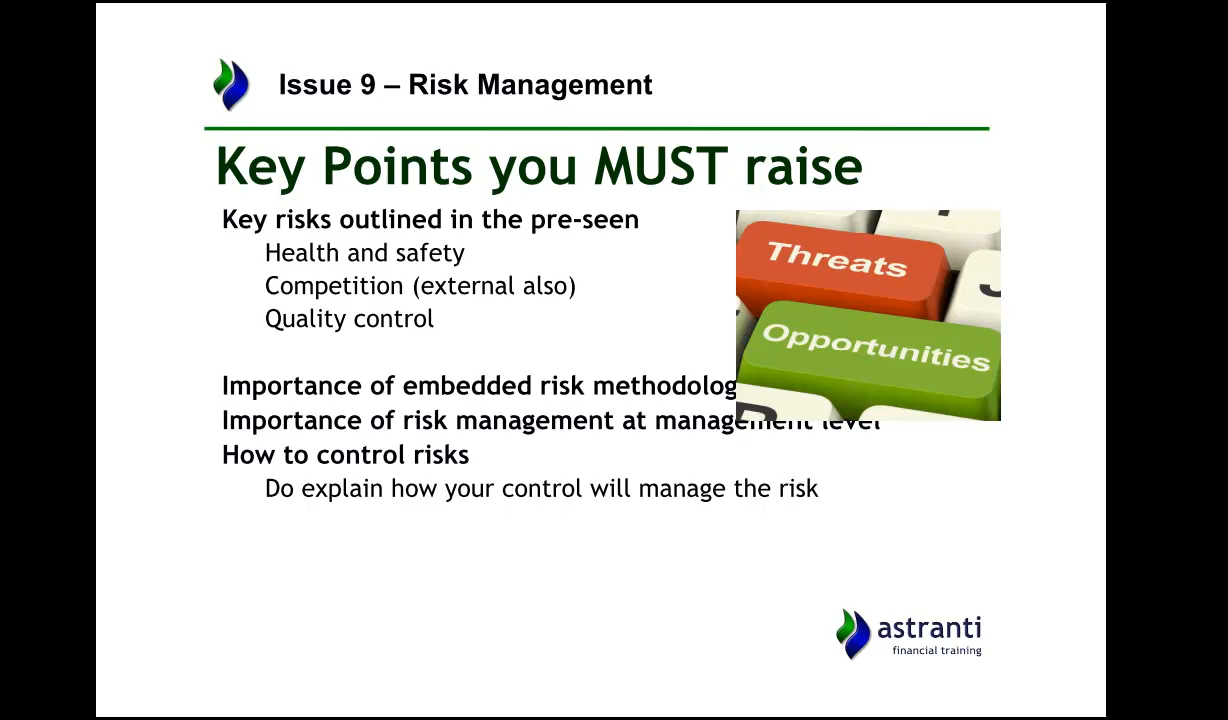 Issue 9 – Risk Management
Key Points you MUST raise
Key risks outlined in the pre-seen
Health and safety
Competition (external also)
Quality control
Threats
Opportunities
Importance of embedded risk methodolog
Importance of risk management at management level
How to control risks
Do explain how your control will manage the risk
astranti
financial training